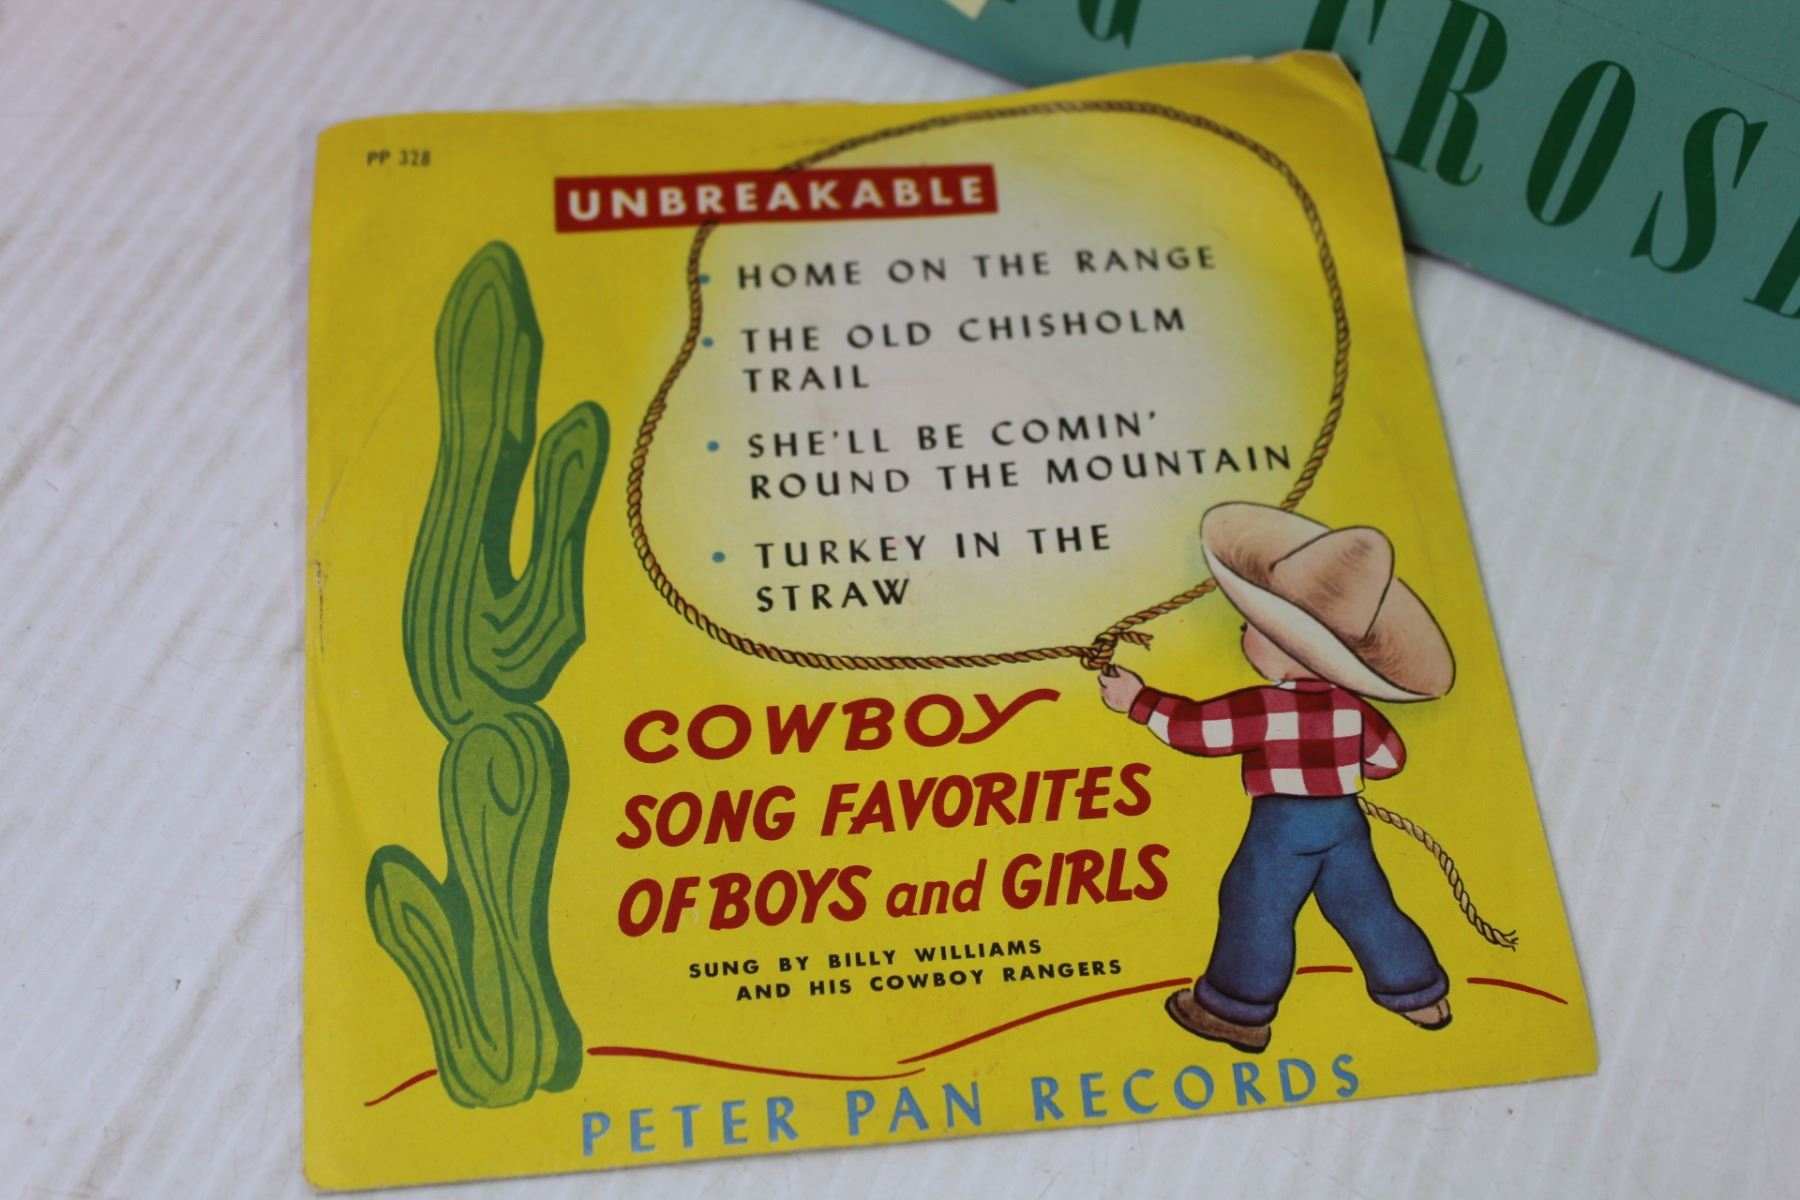 PP 328
UNBREAKABLE
• HOME ON THE RANGE
• THE OLD CHISHOLM
TRAIL
• SHE'LL BE COMIN'
ROUND THE MOUNTAIN
• TURKEY IN THE
STRAW
COWBOY
SONG FAVORITES
OF BOYS and GIRLS
SUNG BY BILLY WILLIAMS
AND HIS COWBOY RANGERS
PETER PAN RECORDS